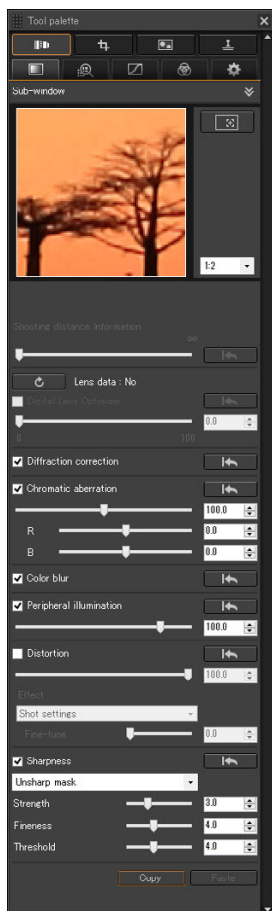 Tool palette
Sub-window
1:2
Shooting distance information
∞
Lens data : No
Digital Lens Optimizer
0.0
0 100
Diffraction correction
Chromatic aberration
100.0
R 0.0
B 0.0
Color blur
Peripheral illumination
100.0
Distortion
100.0
Effect
Shot settings
Fine-tune 0.0
Sharpness
Unsharp mask
Strength 3.0
Fineness 4.0
Threshold 4.0
Copy Paste